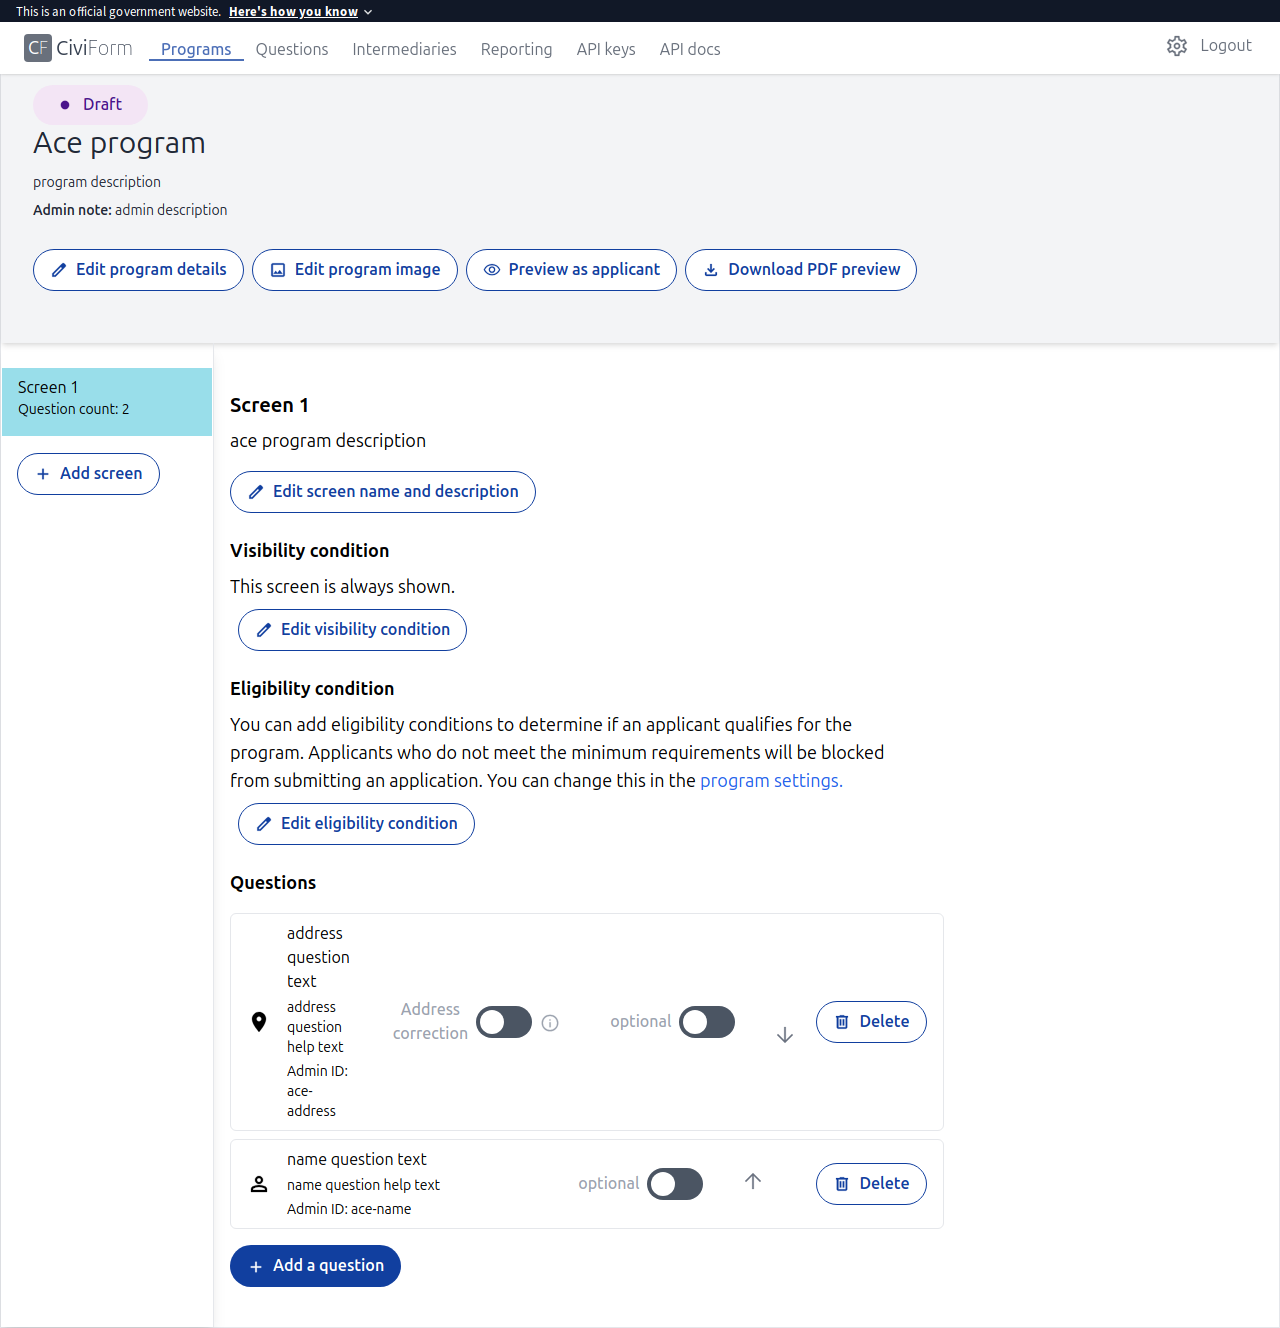 This is an official government website. Here's how you know
CF CiviForm Programs Questions Intermediaries Reporting API keys API docs Logout
Draft
Ace program
program description
Admin note: admin description
Edit program details Edit program image Preview as applicant Download PDF preview
Screen 1
Question count: 2
Add screen
Screen 1
ace program description
Edit screen name and description
Visibility condition
This screen is always shown.
Edit visibility condition
Eligibility condition
You can add eligibility conditions to determine if an applicant qualifies for the
program. Applicants who do not meet the minimum requirements will be blocked
from submitting an application. You can change this in the program settings.
Edit eligibility condition
Questions
address
question
text
address
question
help text
Admin ID:
ace-
address
Address
correction
optional
Delete
name question text
name question help text
Admin ID: ace-name
optional
Delete
Add a question